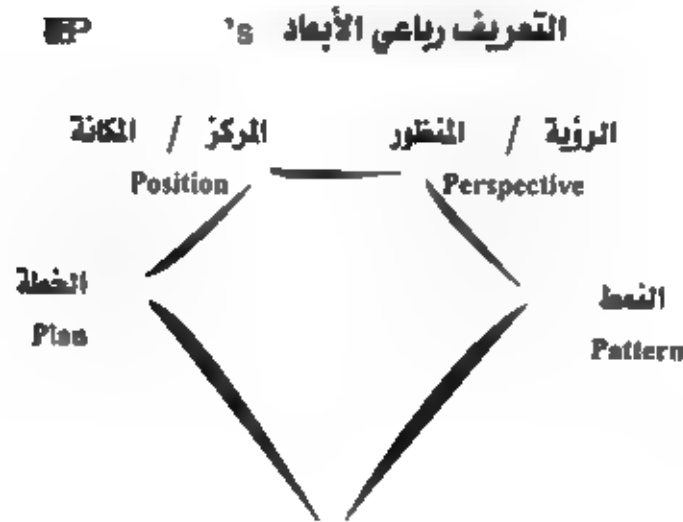 التعريف رباعي الأبعاد P's
الرؤية / المنظور المركز / المكانة
Perspective Position
النمط الخطة
Pattern Plan